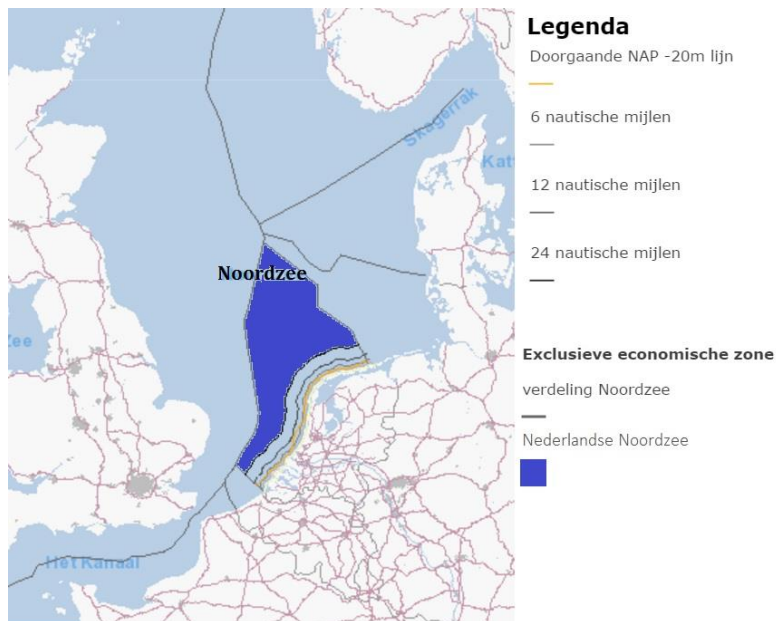 Skagerrak
Katt
Noordzee
Zee
Het Kanaal
Legenda
Doorgaande NAP -20m lijn
6 nautische mijlen
12 nautische mijlen
24 nautische mijlen
Exclusieve economische zone
verdeling Noordzee
Nederlandse Noordzee